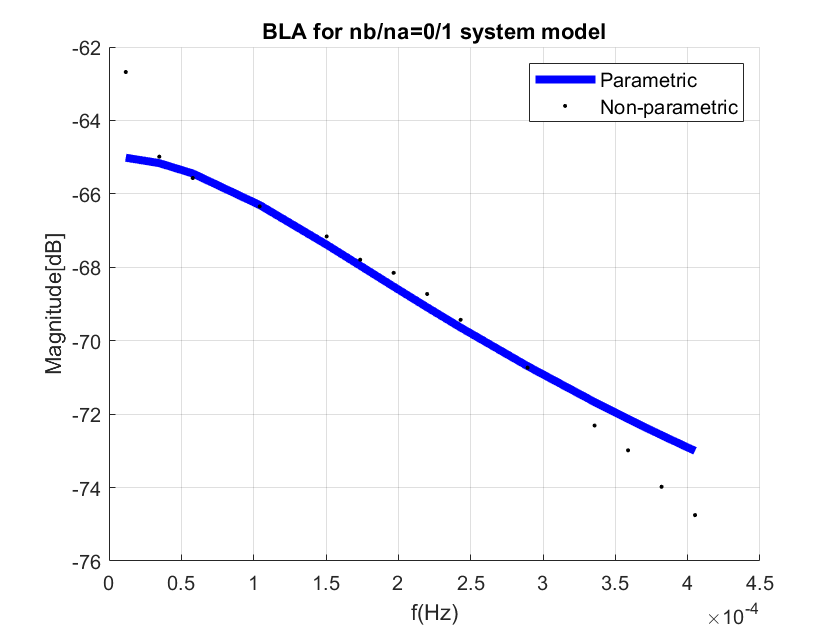 BLA for nb/na=0/1 system model
Parametric
Non-parametric
Magnitude[dB]
-62
-64
-66
-68
-70
-72
-74
-76
0 0.5 1 1.5 2 2.5 3 3.5 4 4.5
f(Hz)
×10^-4